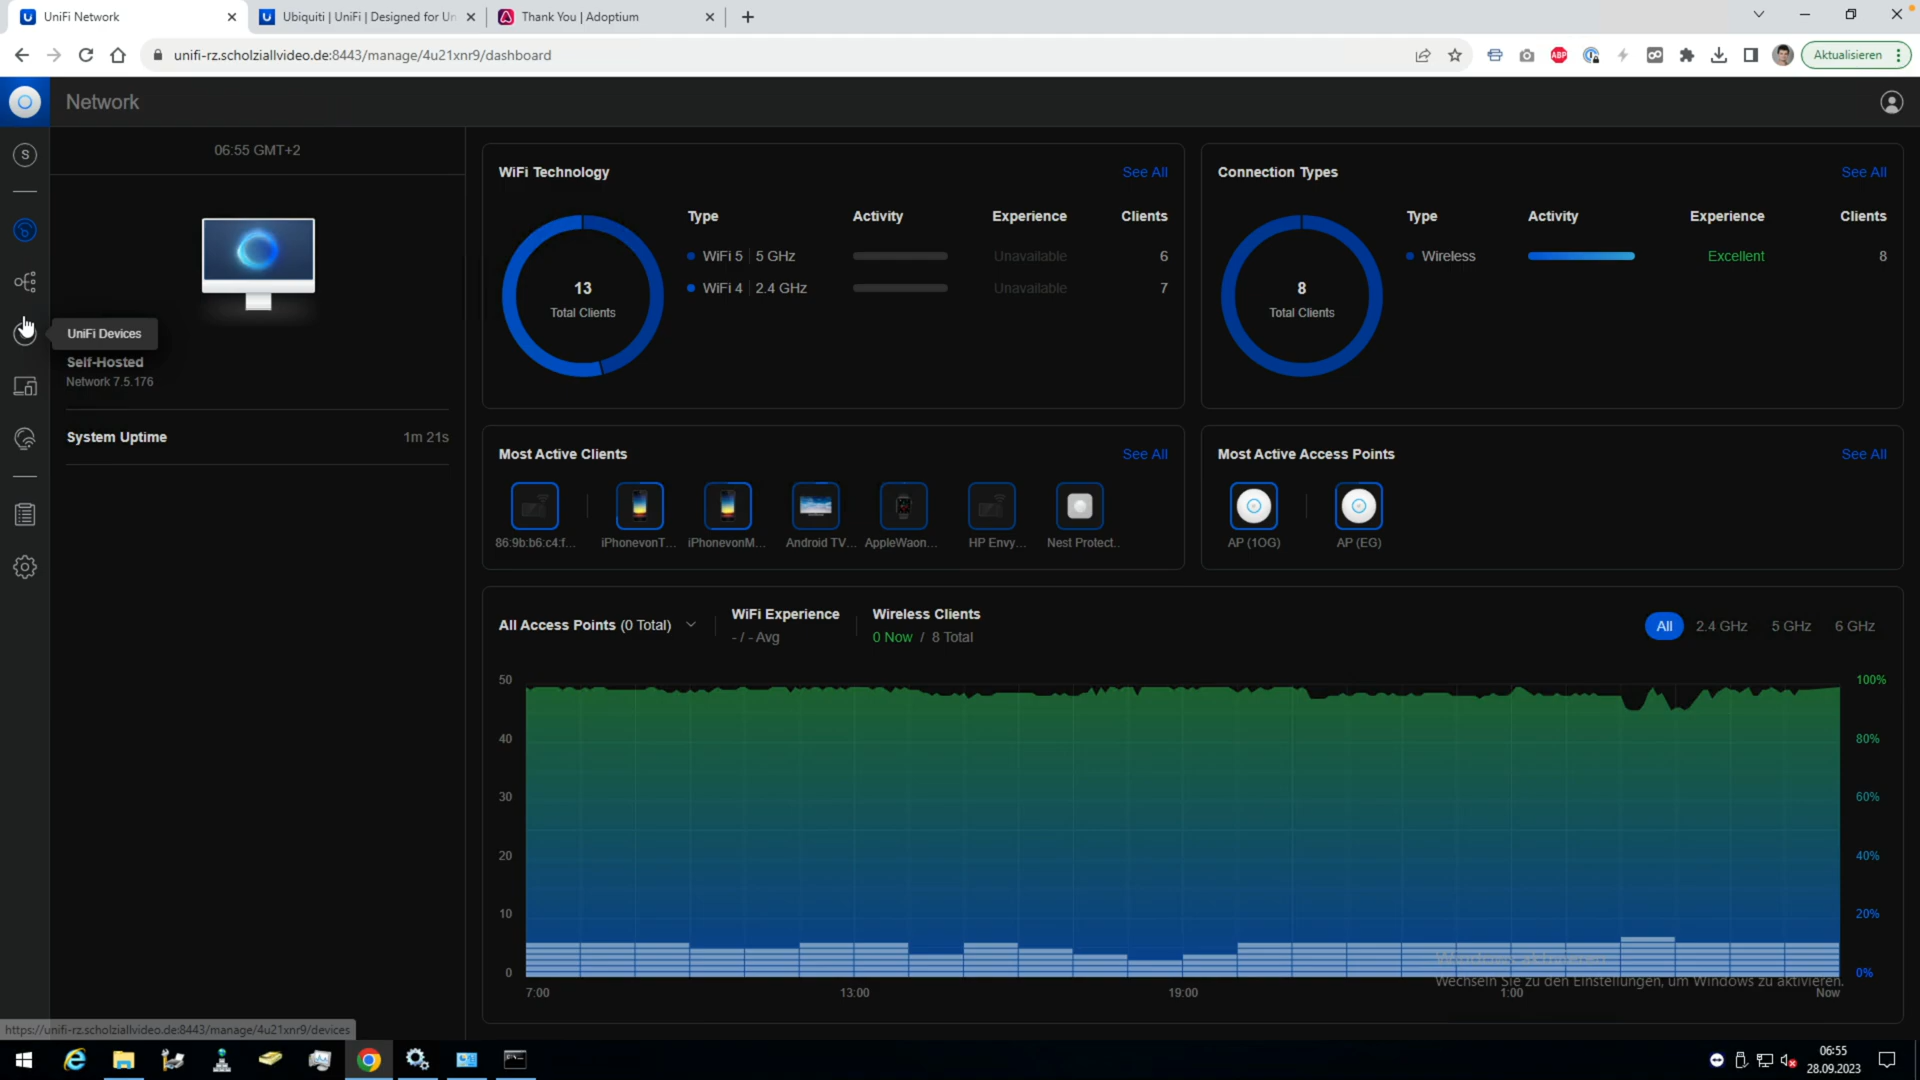 UniFi Network
Ubiquiti | UniFi | Designed for Un
Thank You | Adoptium
unifi-rz.scholziallvideo.de:8443/manage/4u21xnr9/dashboard
ABP
Aktualisieren
Network
S
06:55 GMT+2
UniFi Devices
Self-Hosted
Network 7.5.176
System Uptime 1m 21s
WiFi Technology See All
Type Activity Experience Clients
WiFi 5 | 5 GHz Unavailable 6
WiFi 4 | 2.4 GHz Unavailable 7
13
Total Clients
Connection Types See All
Type Activity Experience Clients
Wireless Excellent 8
8
Total Clients
Most Active Clients See All
86:9b:b6:c4:f... iPhonevonT... iPhonevonM... Android TV... AppleWaon... HP Envy... Nest Protect..
Most Active Access Points See All
AP (1OG) AP (EG)
All Access Points (0 Total)
WiFi Experience
- / - Avg
Wireless Clients
0 Now / 8 Total
All 2.4 GHz 5 GHz 6 GHz
50 100%
40 80%
30 60%
20 40%
10 20%
0 0%
7:00 13:00 19:00 1:00 Now
Windows aktivieren
Wechseln Sie zu den Einstellungen, um Windows zu aktivieren.
https://unifi-rz.scholziallvideo.de:8443/manage/4u21xnr9/devices
06:55
28.09.2023